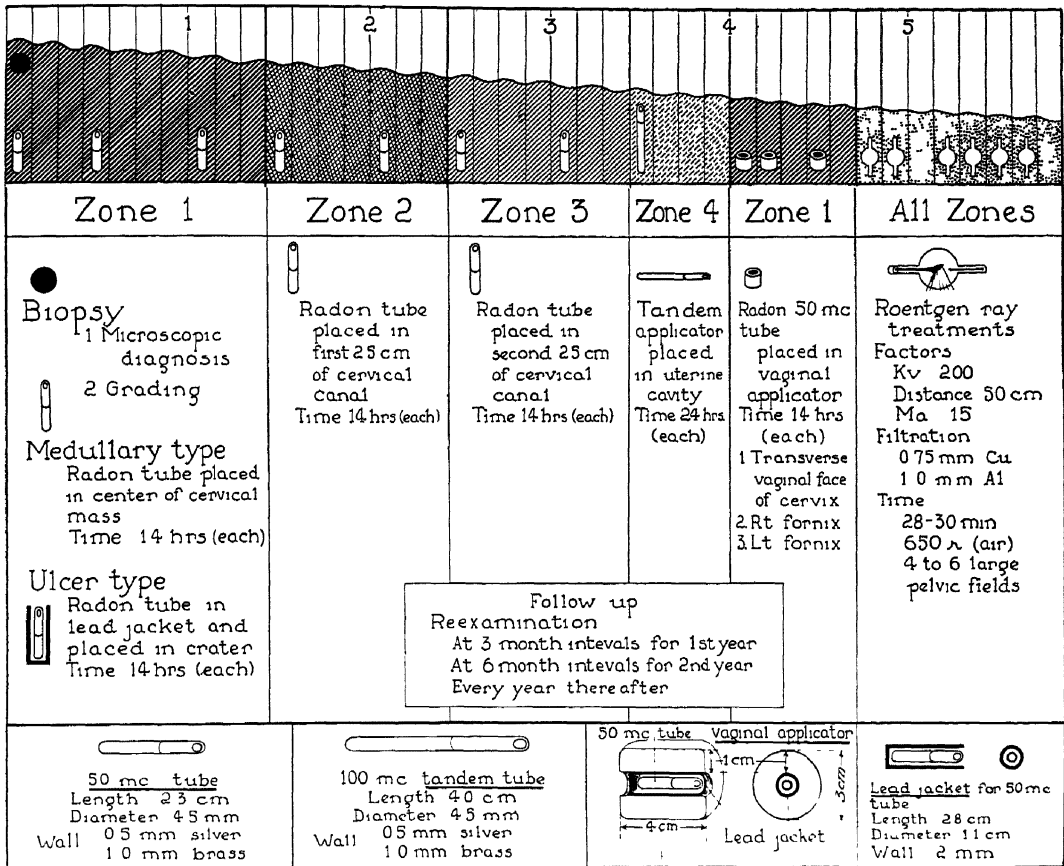 1 2 3 4 5
Zone 1
Zone 2
Zone 3
Zone 4
Zone 1
All Zones
Biopsy
1 Microscopic
diagnosis
2 Grading
Medullary type
Radon tube placed
in center of cervical
mass
Time 14 hrs (each)
Ulcer type
Radon tube in
lead jacket and
placed in crater
Time 14 hrs (each)
Radon tube
placed in
first 25 cm
of cervical
canal
Time 14 hrs (each)
Radon tube
placed in
second 25 cm
of cervical
canal
Time 14 hrs (each)
Tandem
applicator
placed
in uterine
cavity
Time 24 hrs
(each)
Radon 50 mc
tube
placed in
vaginal
applicator
Time 14 hrs
(each)
1 Transverse
vaginal face
of cervix
2. Rt fornix
3. Lt fornix
Roentgen ray
treatments
Factors
Kv 200
Distance 50 cm
Ma 15
Filtration
0 75 mm Cu
1 0 mm Al
Time
28-30 min
650 r (air)
4 to 6 large
pelvic fields
Follow up
Reexamination
At 3 month intevals for 1st year
At 6 month intevals for 2nd year
Every year thereafter
50 mc tube
Length 23 cm
Diameter 45 mm
Wall 05 mm silver
10 mm brass
100 mc tandem tube
Length 40 cm
Diameter 45 mm
Wall 05 mm silver
10 mm brass
50 mc tube
Vaginal applicator
1 cm
3 cm
4 cm
Lead jacket
Lead jacket for 50 mc
tube
Length 28 cm
Diameter 11 cm
Wall 2 mm